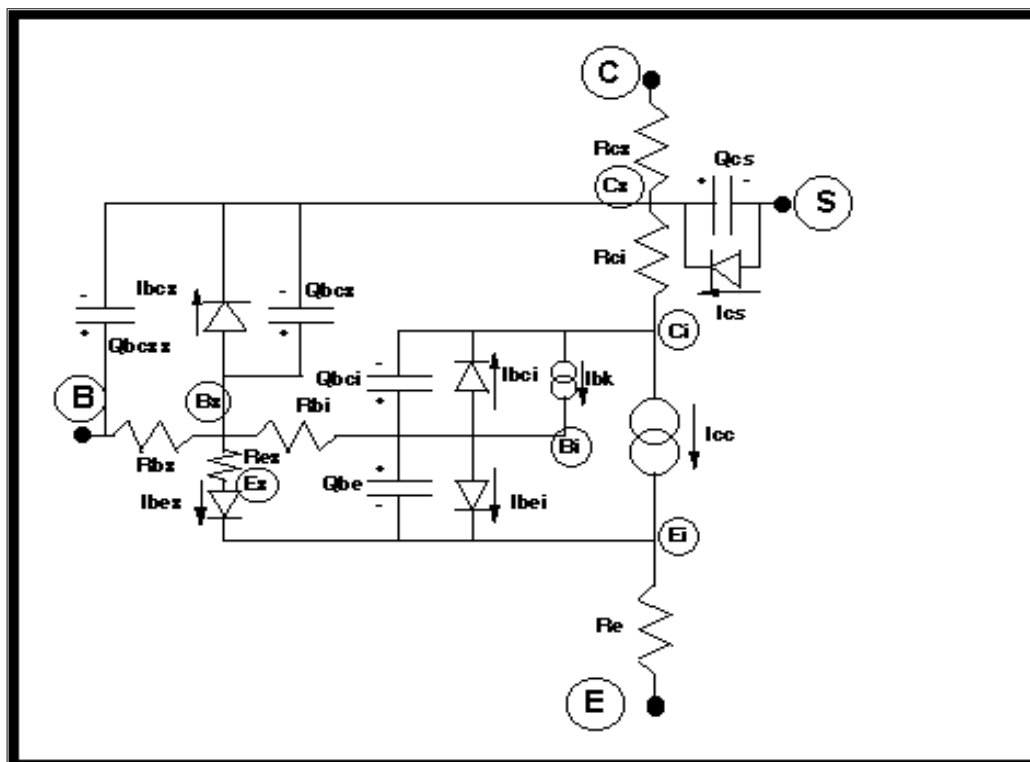 C
Rcx
Qcs
+ -
Cx
S
Rci
Ibcx
- Qbcx
-
+
+
Qbcxx
Ics
Ci
-
Qbci
+
Ibci
Ibk
B
Bx
Rbi
Icc
Bi
Rbx
Rex
Ex
+
Qbe
-
Ibex
Ibei
Ei
Re
E